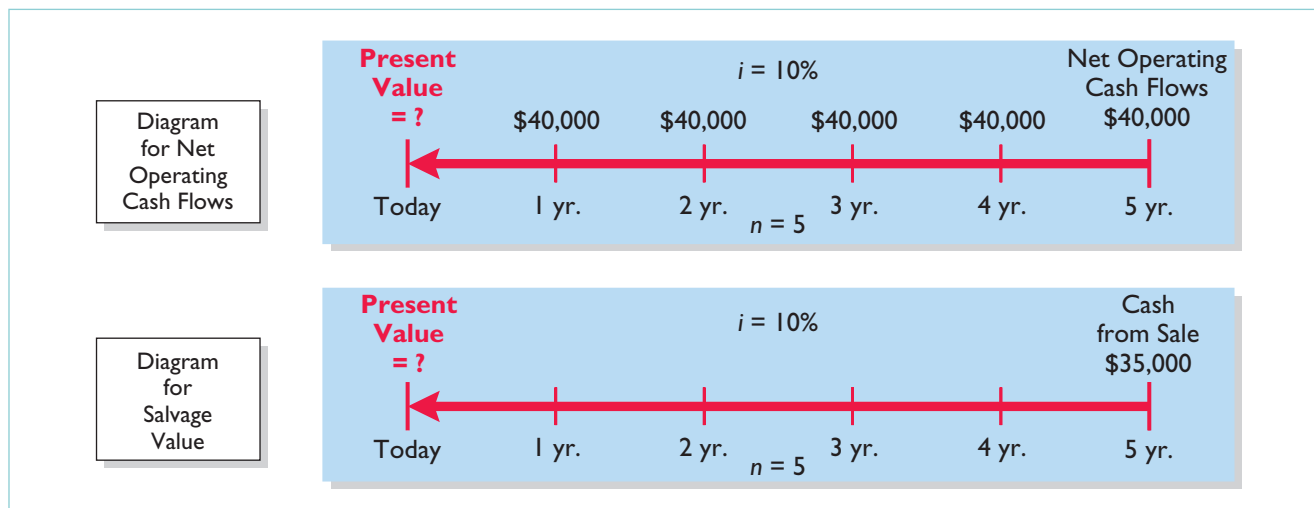 Diagram
for Net
Operating
Cash Flows
Present
Value
= ?
i = 10%
Net Operating
Cash Flows
$40,000 $40,000 $40,000 $40,000 $40,000
Today 1 yr. 2 yr. 3 yr. 4 yr. 5 yr.
n = 5
Diagram
for
Salvage
Value
Present
Value
= ?
i = 10%
Cash
from Sale
$35,000
Today 1 yr. 2 yr. 3 yr. 4 yr. 5 yr.
n = 5